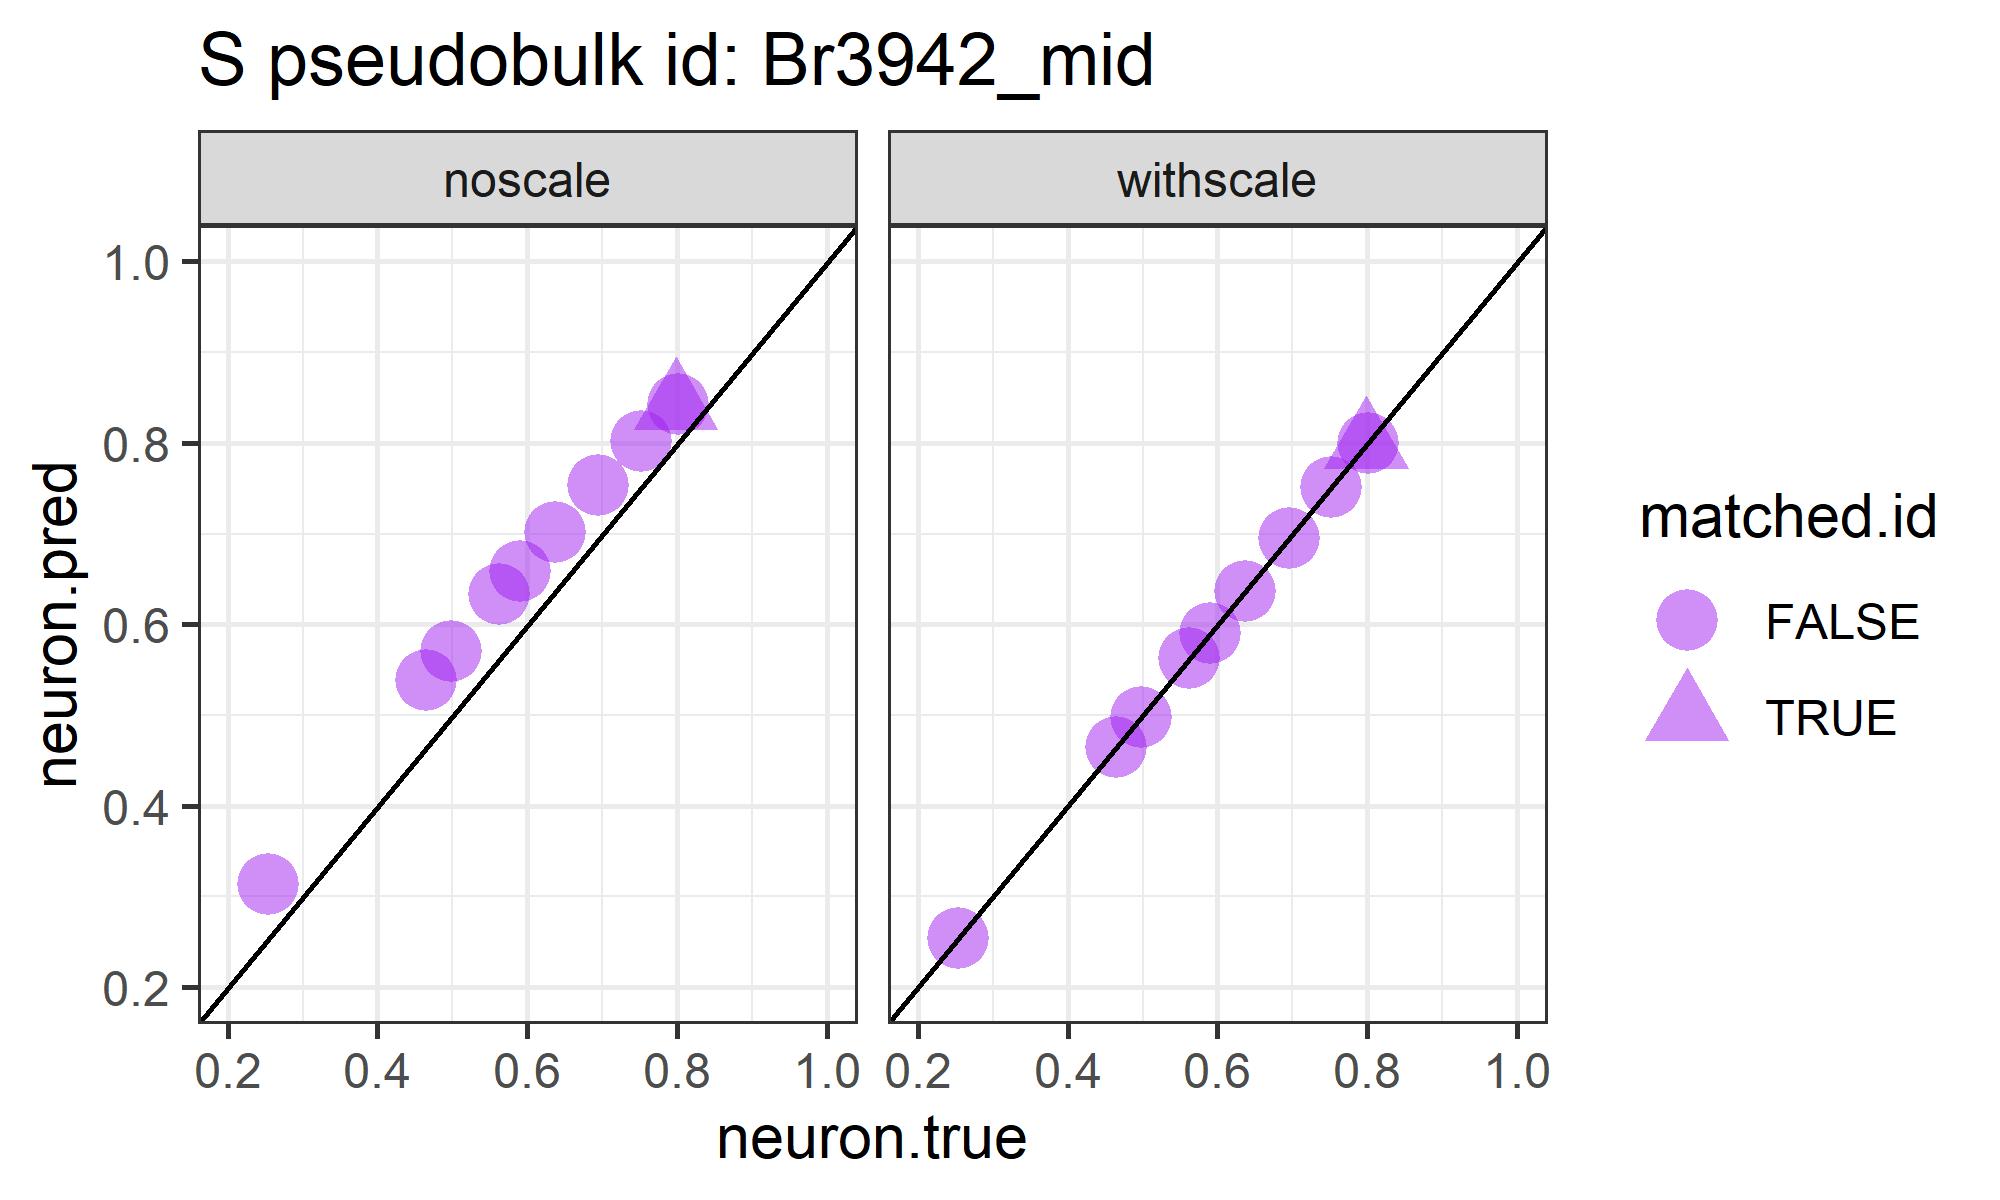 S pseudobulk id: Br3942_mid
noscale
withscale
1.0
0.8
0.6
0.4
0.2
neuron.pred
0.2 0.4 0.6 0.8 1.0
0.2 0.4 0.6 0.8 1.0
neuron.true
matched.id
FALSE
TRUE